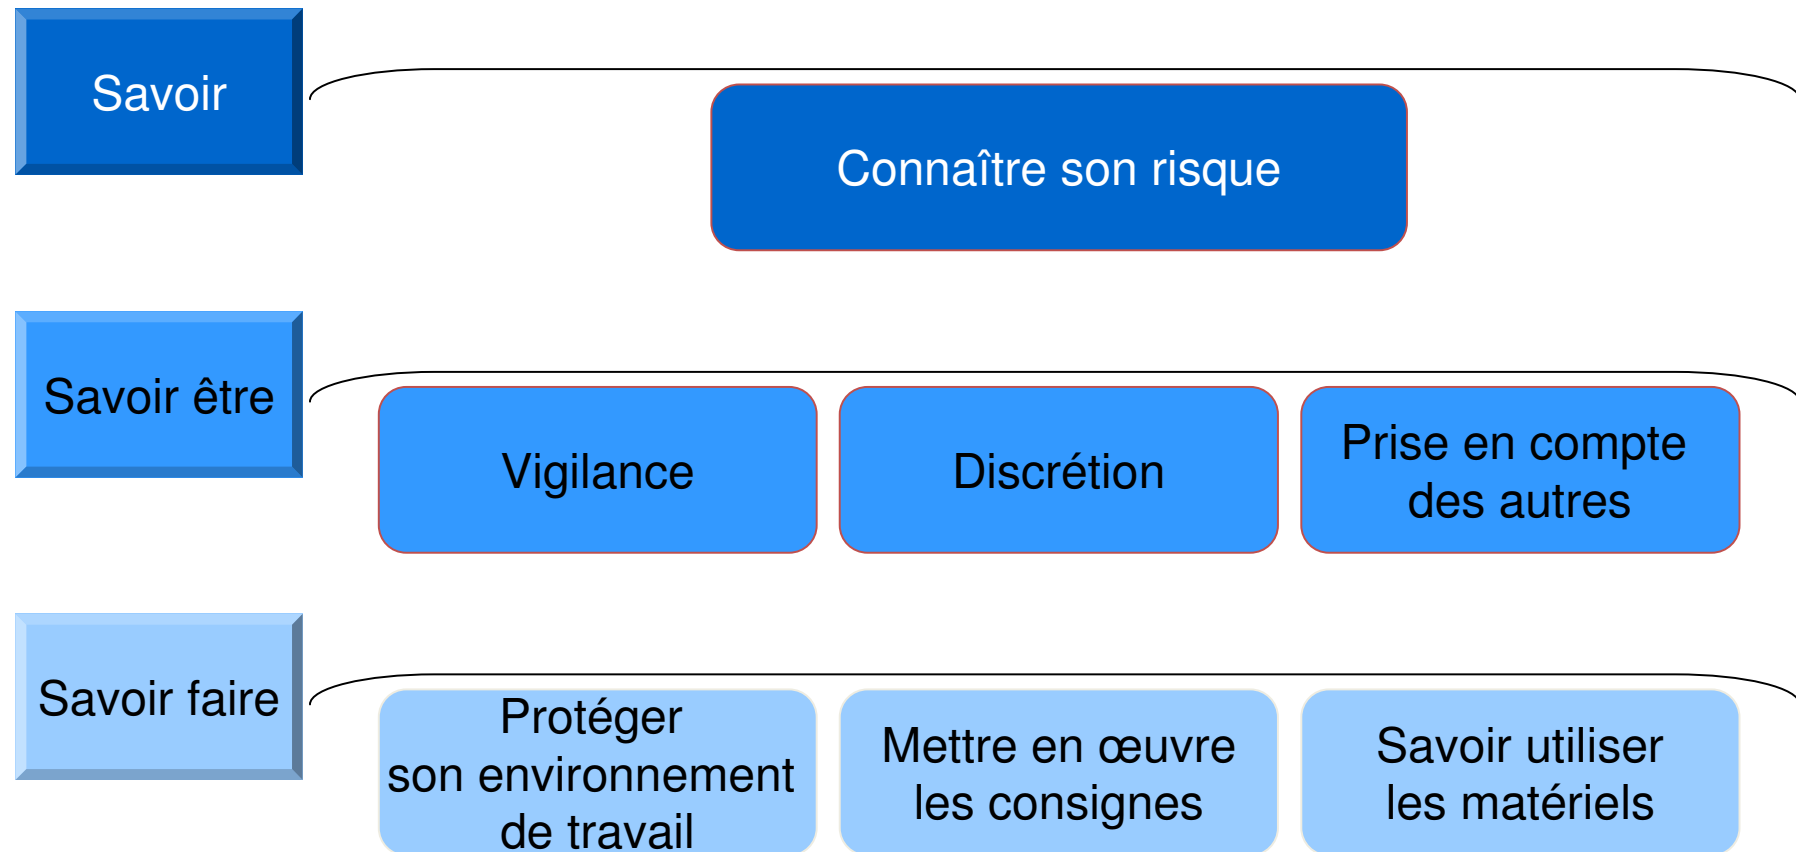 Savoir
Connaître son risque
Savoir être
Vigilance
Discrétion
Prise en compte
des autres
Savoir faire
Protéger
son environnement
de travail
Mettre en œuvre
les consignes
Savoir utiliser
les matériels